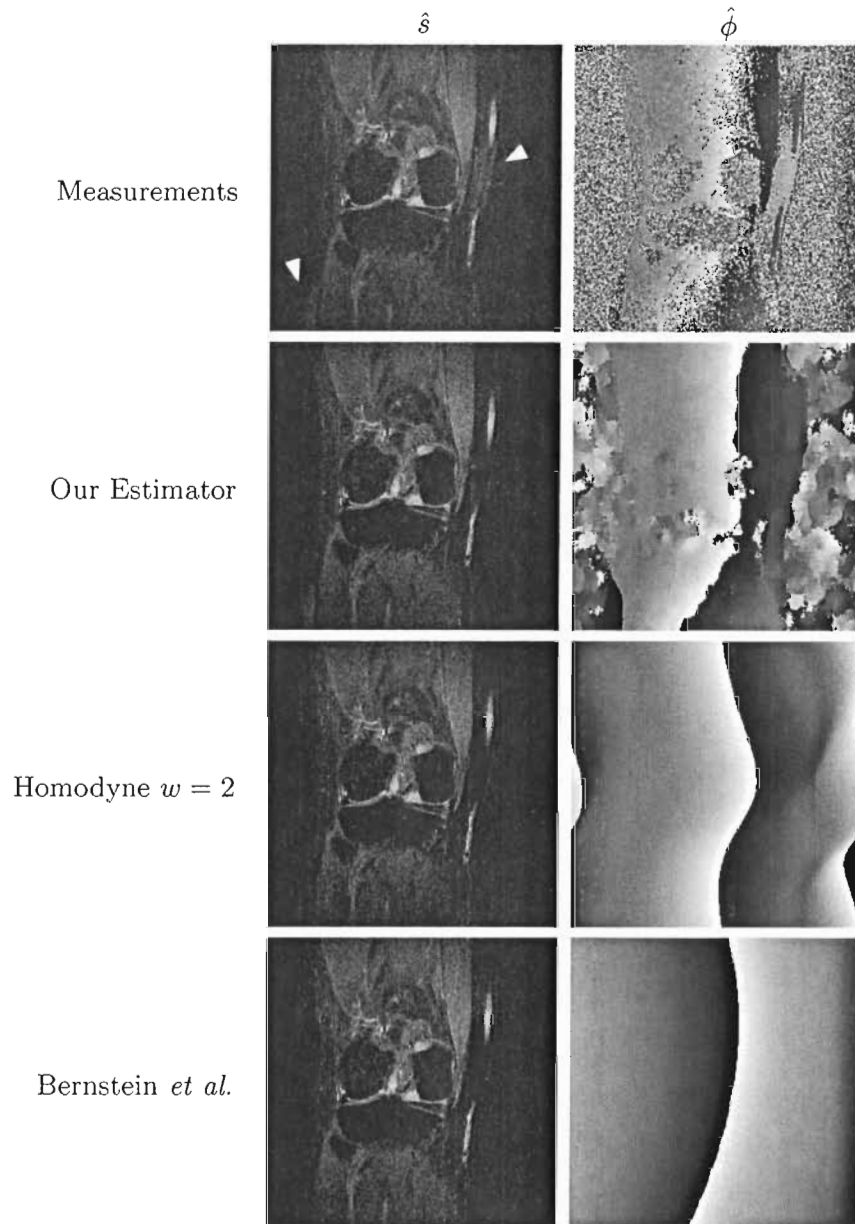 ŝ
ϕ̂
Measurements
Our Estimator
Homodyne w = 2
Bernstein et al.